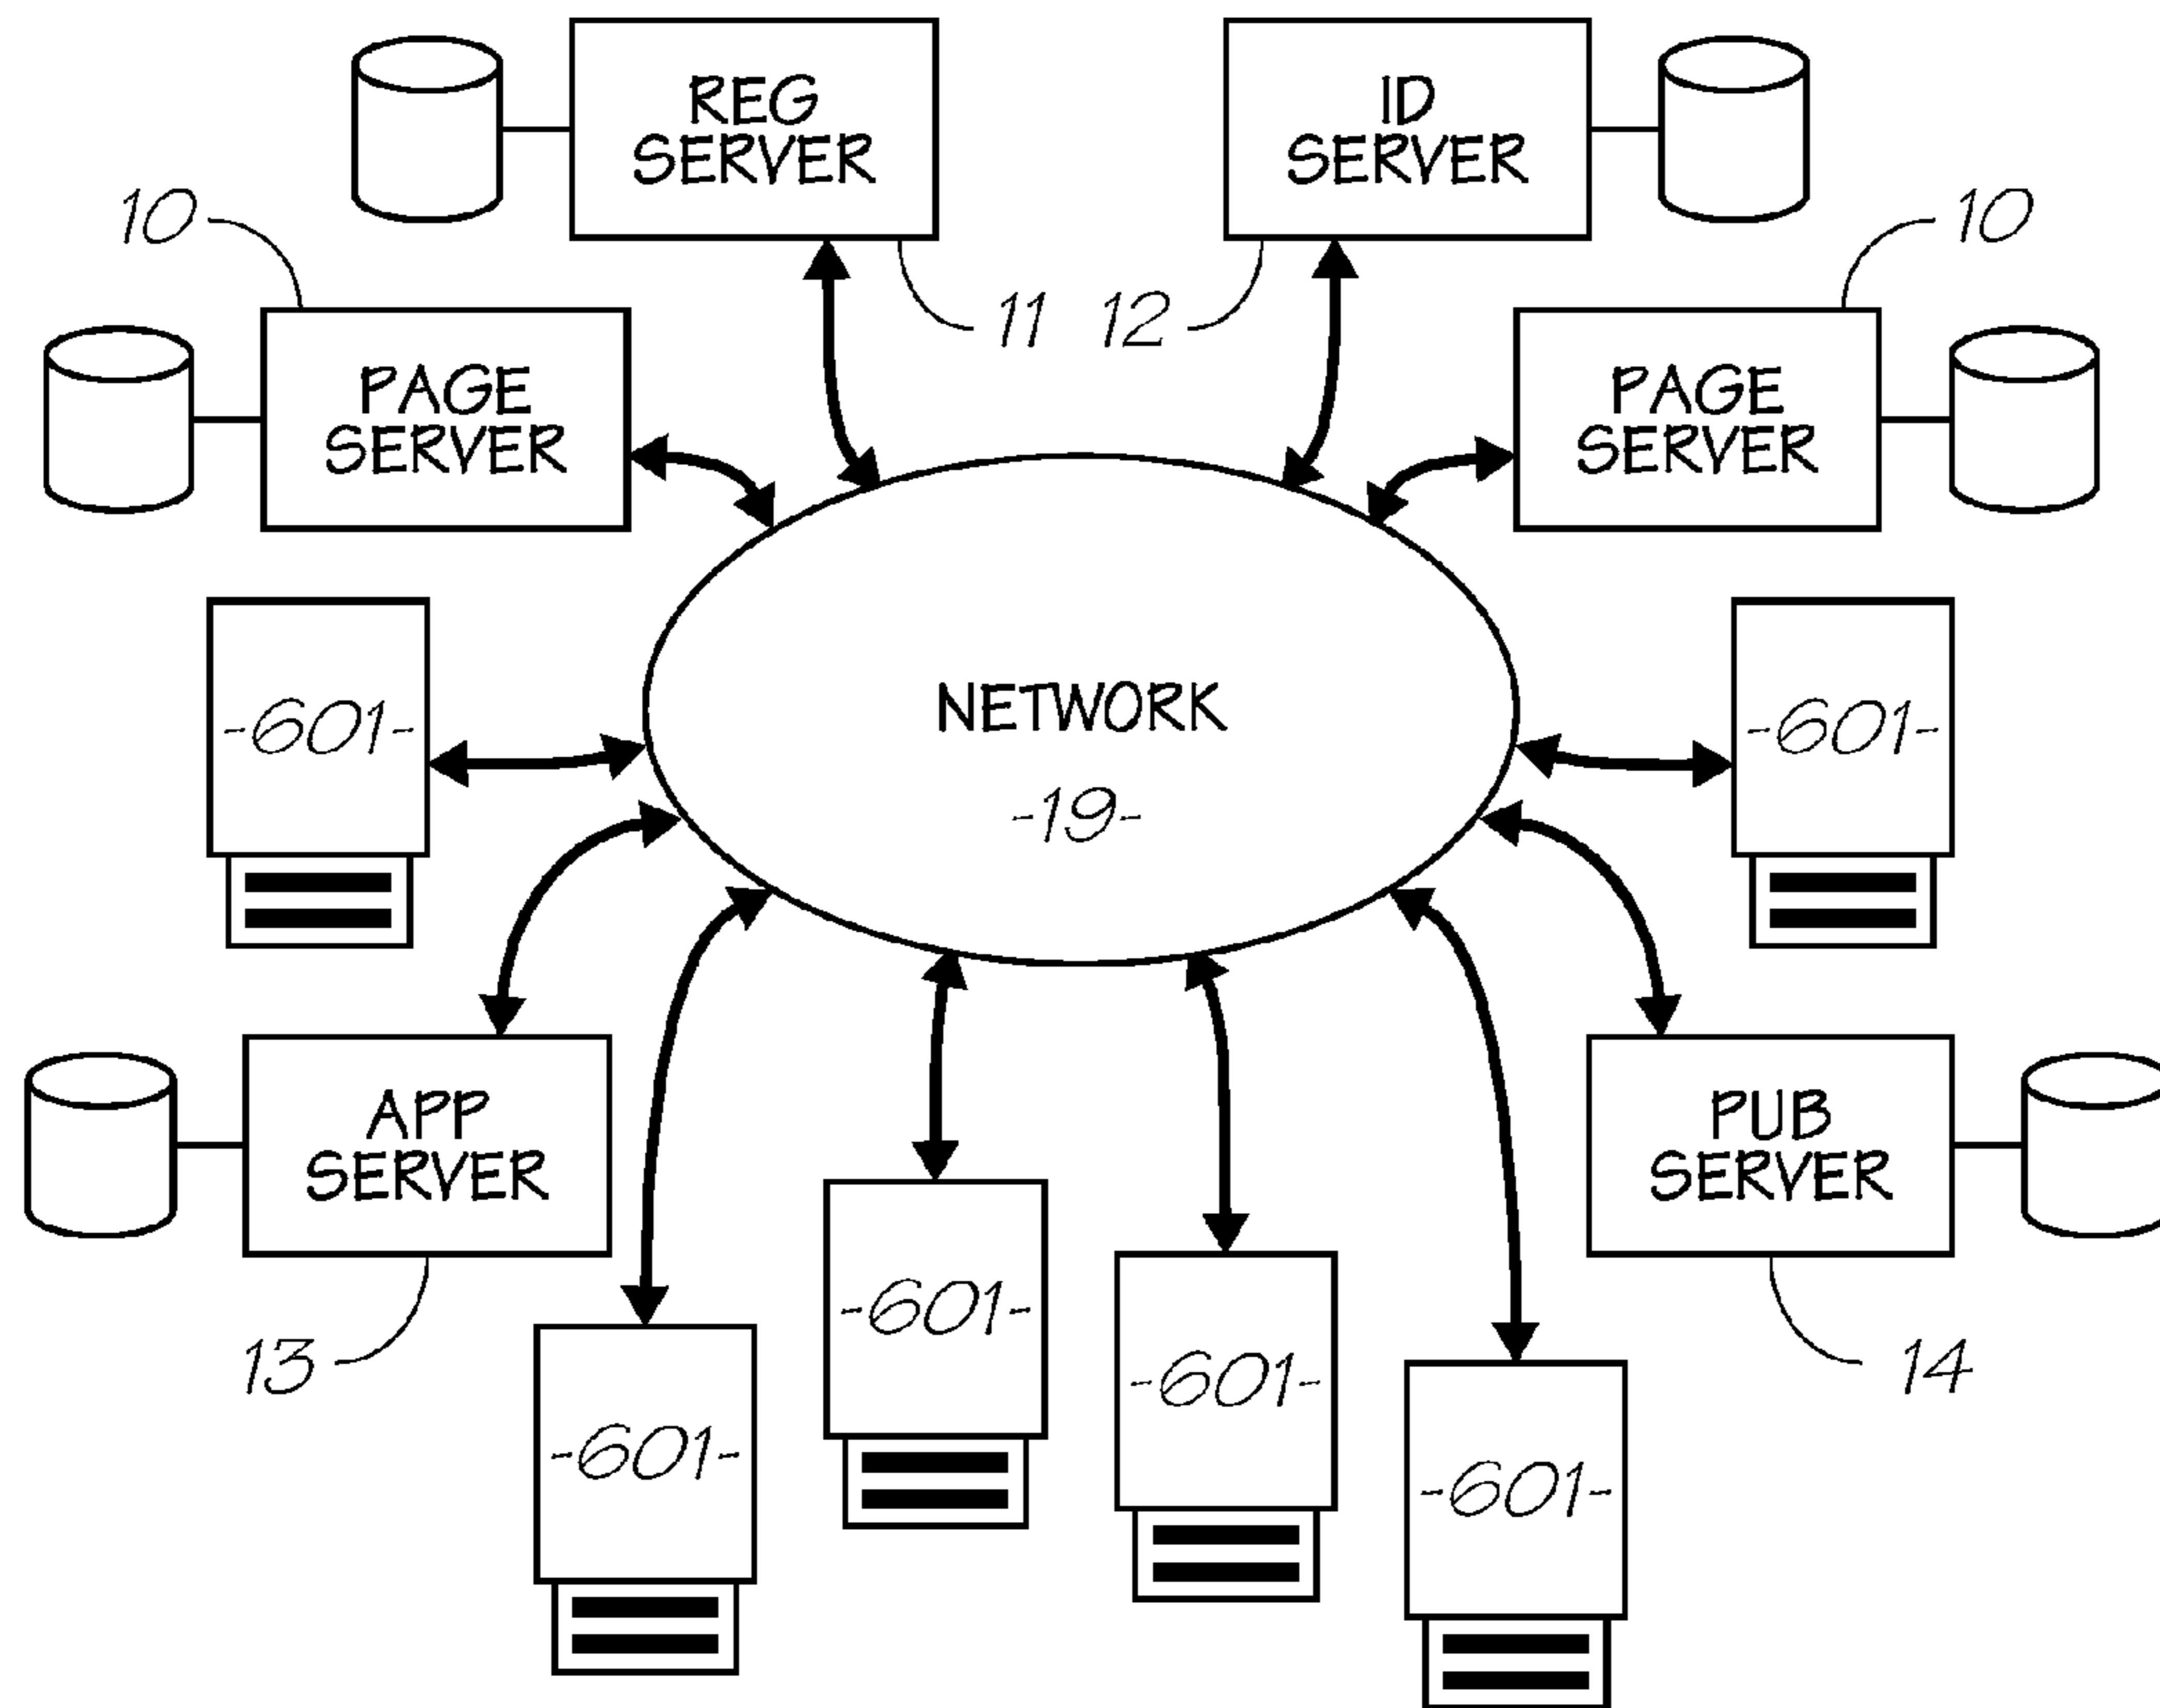 REG
SERVER
ID
SERVER
10
10
11
12
PAGE
SERVER
PAGE
SERVER
-601-
NETWORK
-19-
-601-
APP
SERVER
PUB
SERVER
13
14
-601-
-601-
-601-
-601-